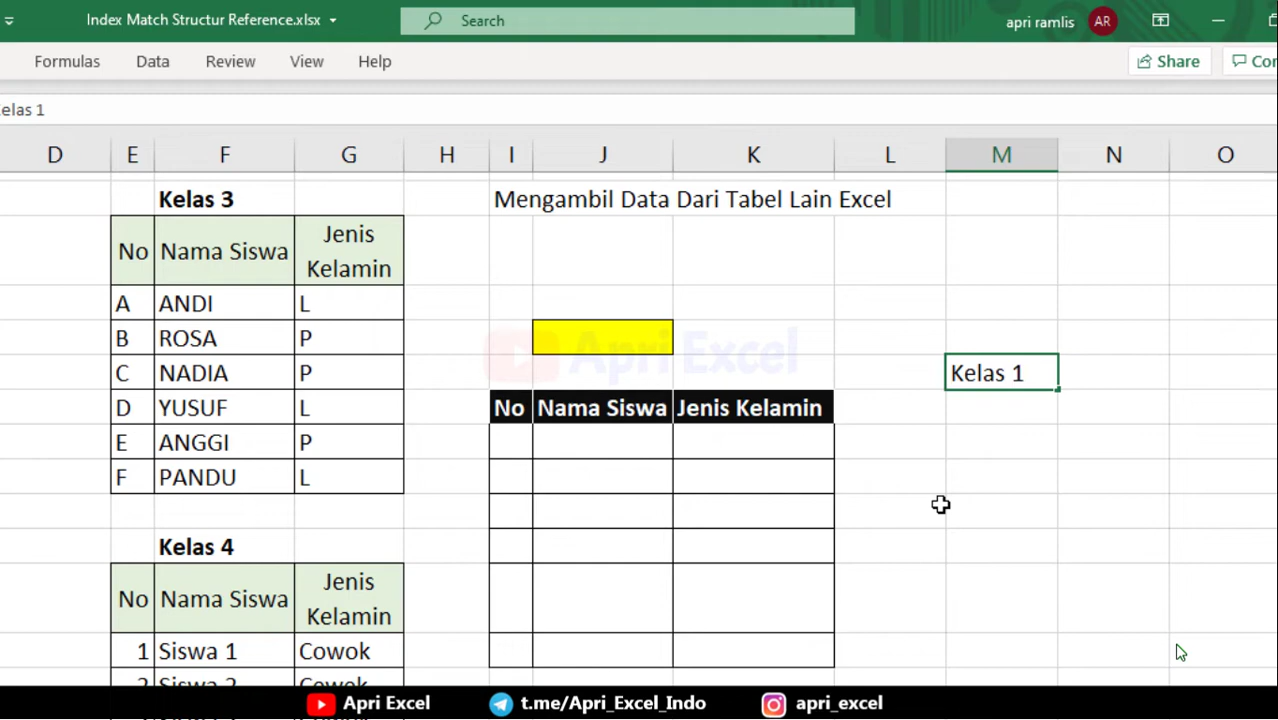 Index Match Structur Reference.xlsx
Search
apri ramlis
AR
Formulas
Data
Review
View
Help
Share
elas 1
D
E
F
G
H
I
J
K
L
M
N
O
Kelas 3
Mengambil Data Dari Tabel Lain Excel
No
Nama Siswa
Jenis
Kelamin
A ANDI L
B ROSA P
C NADIA P
D YUSUF L
E ANGGI P
F PANDU L
Apri Excel
Kelas 1
No Nama Siswa Jenis Kelamin
Kelas 4
No
Nama Siswa
Jenis
Kelamin
1 Siswa 1 Cowok
2 Siswa 2 Cowok
Apri Excel
t.me/Apri_Excel_Indo
apri_excel